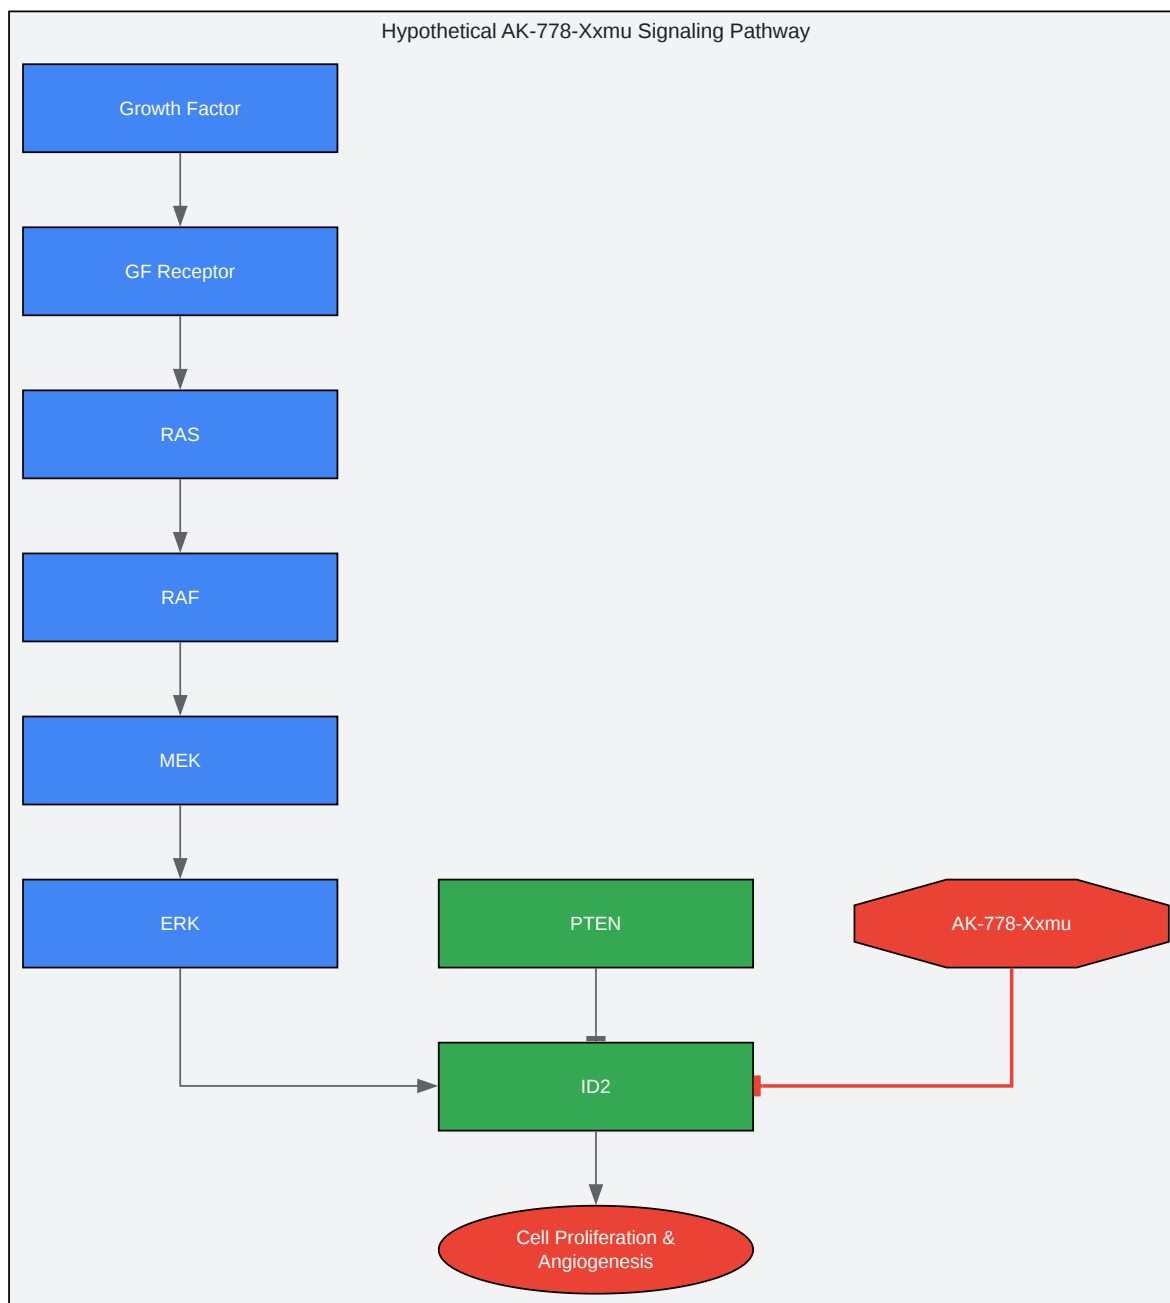 Hypothetical AK-778-Xxmu Signaling Pathway
Growth Factor
GF Receptor
RAS
RAF
MEK
ERK
PTEN
AK-778-Xxmu
ID2
Cell Proliferation &
Angiogenesis